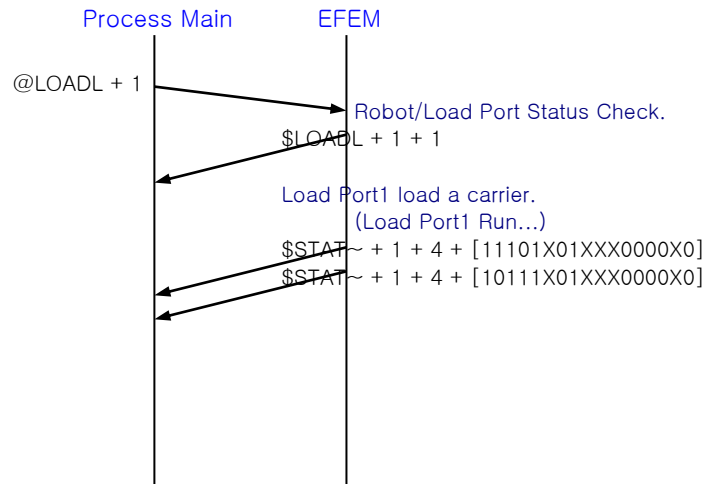 Process Main
EFEM
@LOADL + 1
Robot/Load Port Status Check.
$LOADL + 1 + 1
Load Port1 load a carrier.
(Load Port1 Run...)
$STAT~ + 1 + 4 + [11101X01XXX0000X0]
$STAT~ + 1 + 4 + [10111X01XXX0000X0]